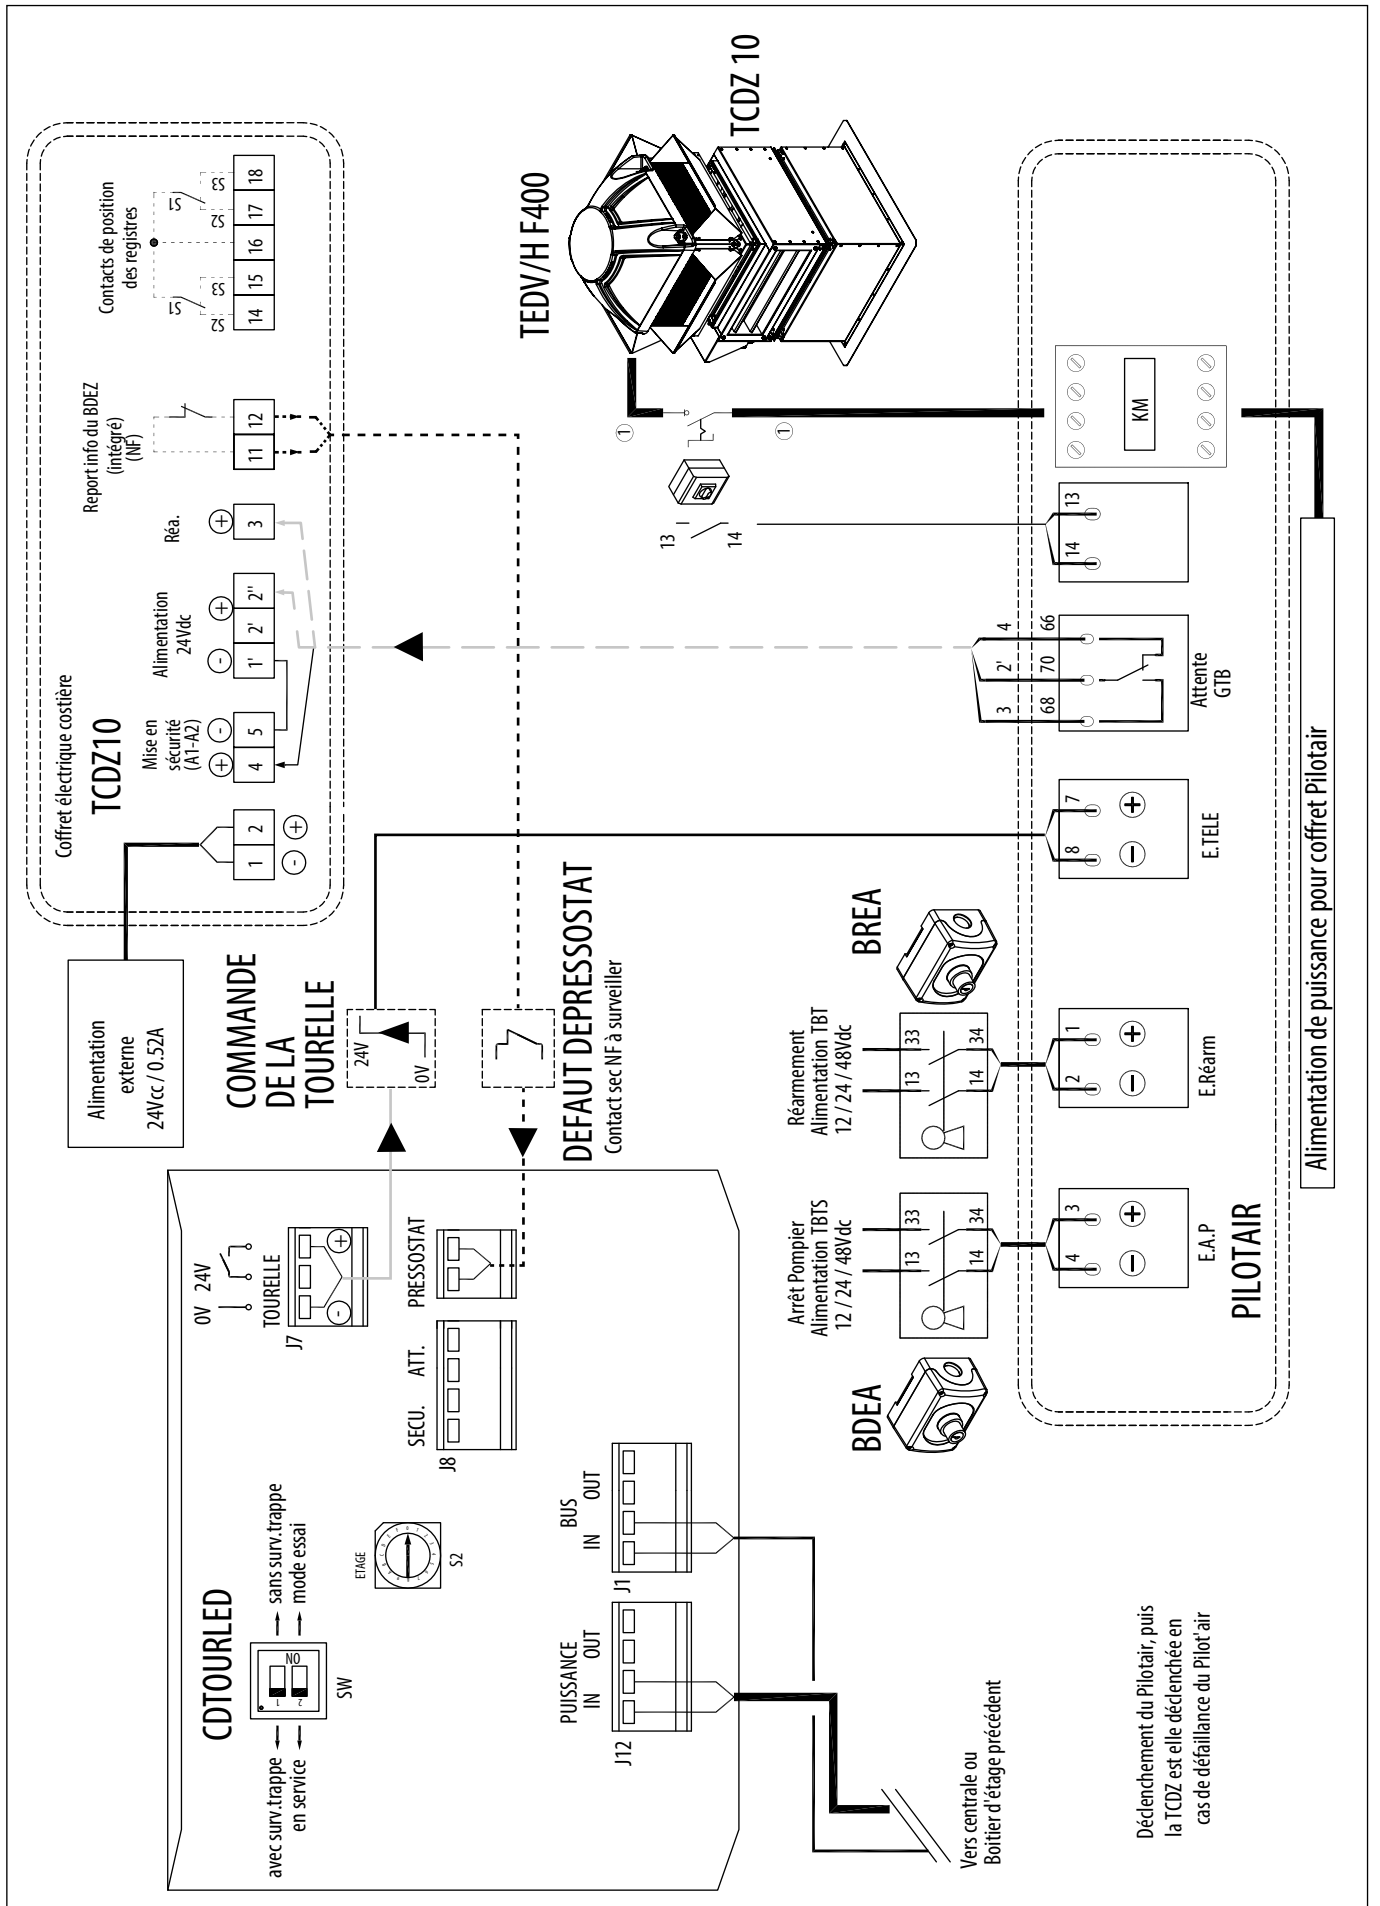 Coffret électrique costière
TCDZ10
Alimentation
externe
24Vcc / 0.52A
1
2
-
+
Mise en
sécurité
(A1-A2)
+
-
4
5
Alimentation
24Vdc
-
+
1'
2'
2''
Réa.
+
3
Report info du BDEZ
(intégré)
(NF)
11
12
Contacts de position
des registres
S1
S2
S3
S1
S2
S3
14
15
16
17
18
COMMANDE
DE LA
TOURELLE
24V
0V
DEFAUT DEPRESSOSTAT
Contact sec NF à surveiller
TEDV/H F400
TCDZ 10
1
1
13
14
CDTOURLED
avec surv.trappe
en service
sans surv.trappe
mode essai
NO
1
2
SW
ETAGE
S2
0V 24V
TOURELLE
J7
-
+
SECU. ATT.
PRESSOSTAT
J8
PUISSANCE
IN OUT
J12
BUS
IN OUT
J1
Vers centrale ou
Boitier d'étage précédent
BDEA
Arrêt Pompier
Alimentation TBTS
12 / 24 / 48Vdc
13
33
14
34
BREA
Réarmement
Alimentation TBT
12 / 24 / 48Vdc
13
33
14
34
PILOTAIR
4
3
-
+
E.A.P
2
1
-
+
E.Réarm
8
7
-
+
E.TELE
3
2'
4
68
70
66
Attente
GTB
14
13
KM
Alimentation de puissance pour coffret Pilotair
Déclenchement du Pilotair, puis
la TCDZ est elle déclenchée en
cas de défaillance du Pilot'air